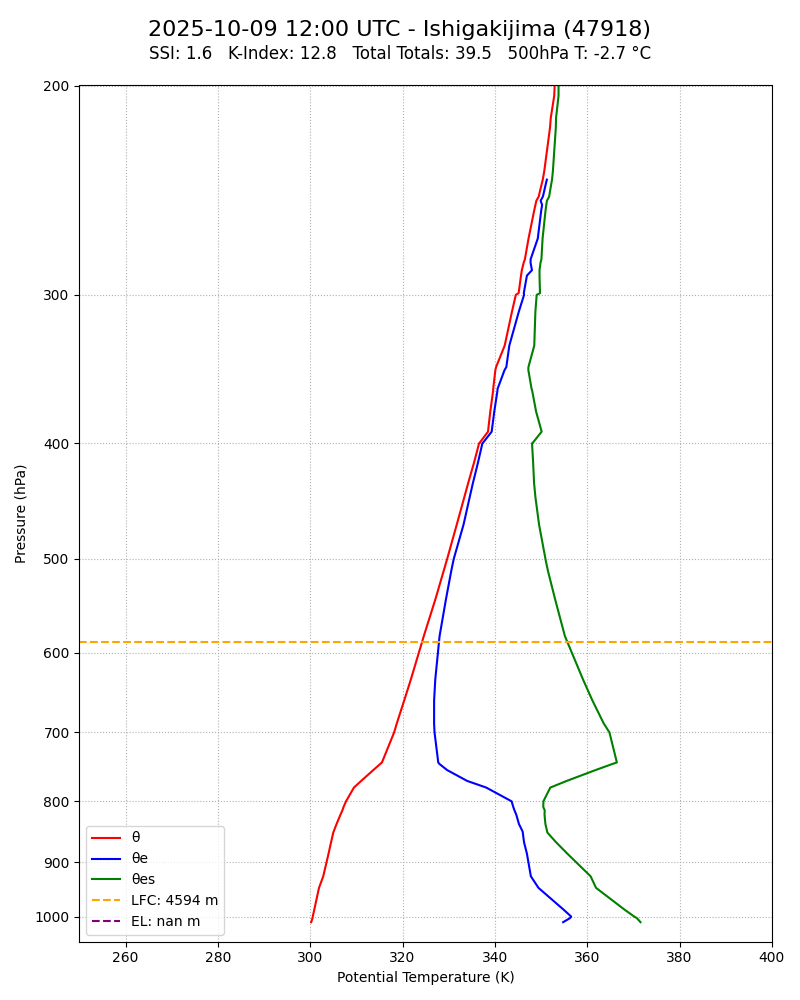 2025-10-09 12:00 UTC - Ishigakijima (47918)
SSI: 1.6   K-Index: 12.8   Total Totals: 39.5   500hPa T: -2.7 °C
200
300
400
500
600
700
800
900
1000
Pressure (hPa)
θ
θe
θes
LFC: 4594 m
EL: nan m
260
280
300
320
340
360
380
400
Potential Temperature (K)